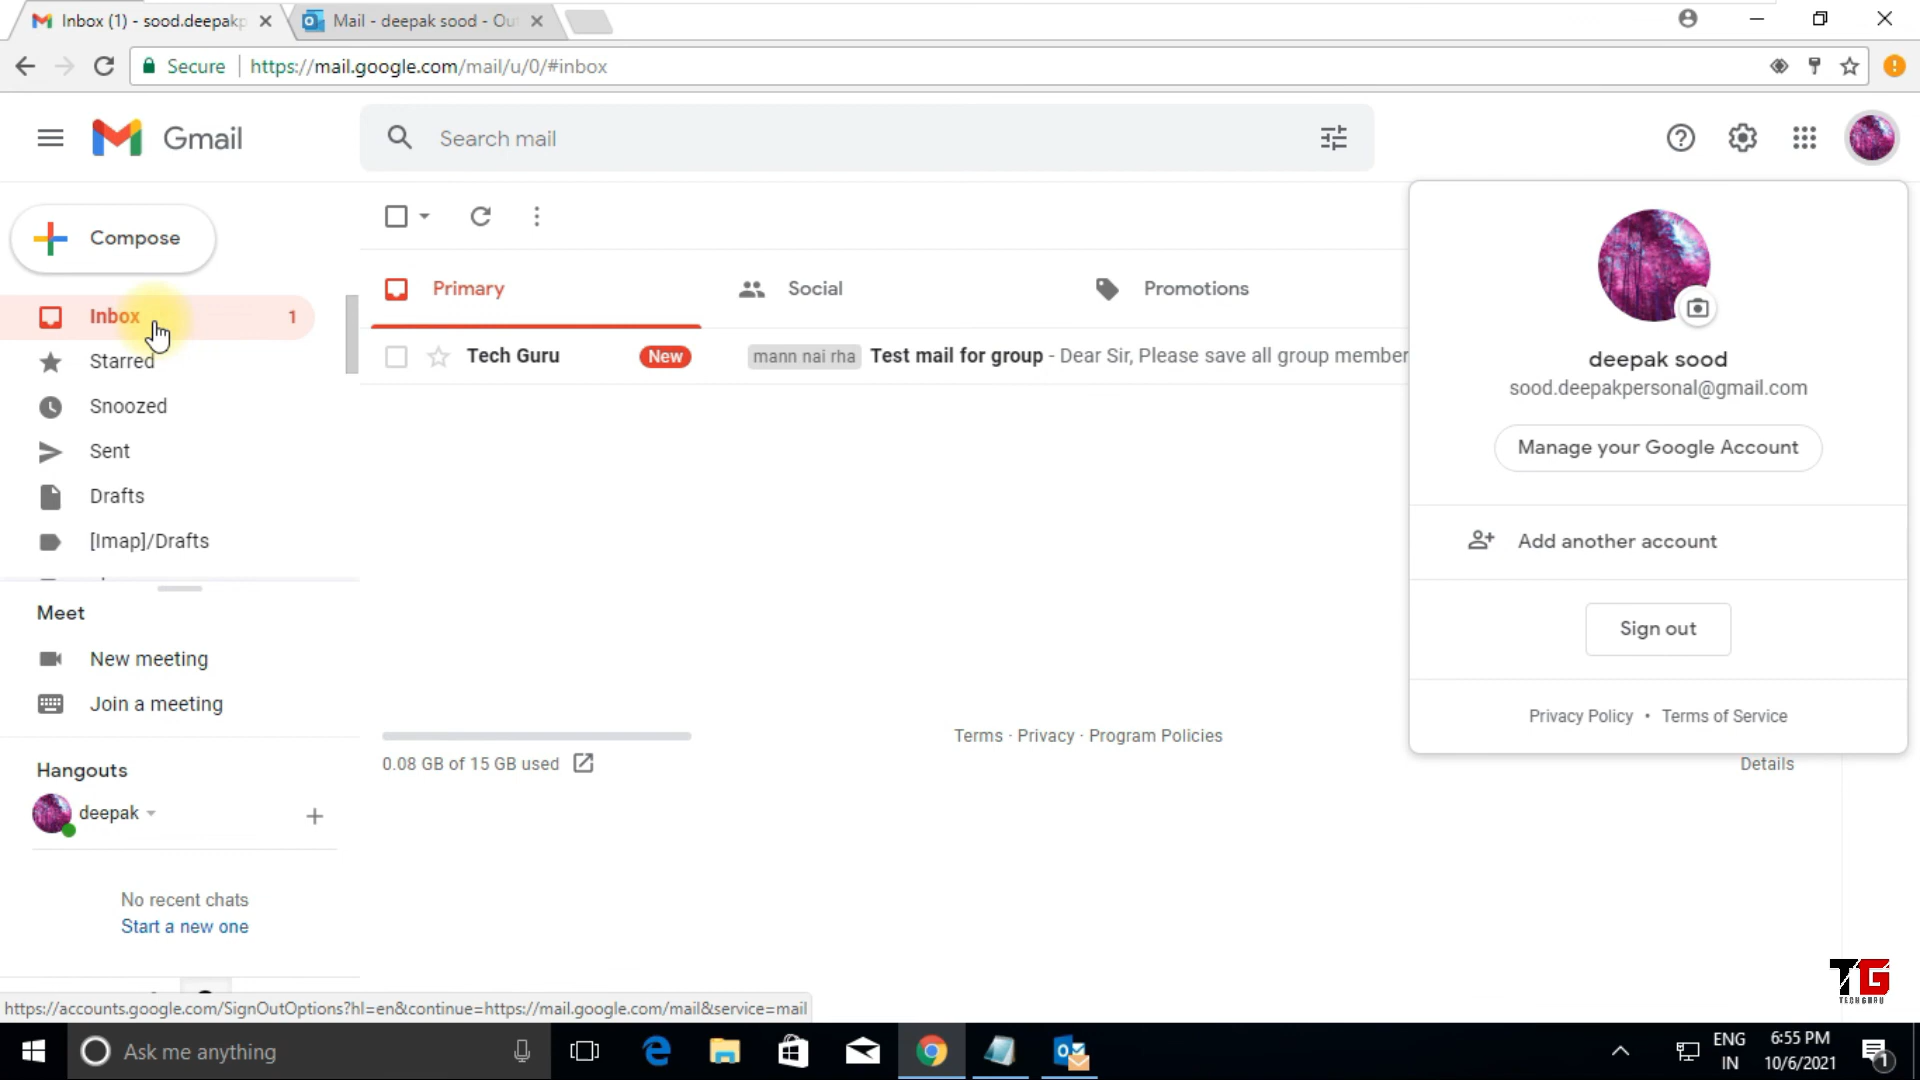 Inbox (1) - sood.deepakp
Mail - deepak sood - Ou
Secure
https://mail.google.com/mail/u/0/#inbox
Gmail
Search mail
Compose
Inbox
1
Starred
Snoozed
Sent
Drafts
[Imap]/Drafts
Primary
Social
Promotions
Tech Guru
New
mann nai rha
Test mail for group - Dear Sir, Please save all group member
deepak sood
sood.deepakpersonal@gmail.com
Manage your Google Account
Add another account
Sign out
Privacy Policy • Terms of Service
Meet
New meeting
Join a meeting
Hangouts
deepak
No recent chats
Start a new one
0.08 GB of 15 GB used
Terms · Privacy · Program Policies
Details
TG
TECH GURU
https://accounts.google.com/SignOutOptions?hl=en&continue=https://mail.google.com/mail&service=mail
Ask me anything
ENG
IN
6:55 PM
10/6/2021
1